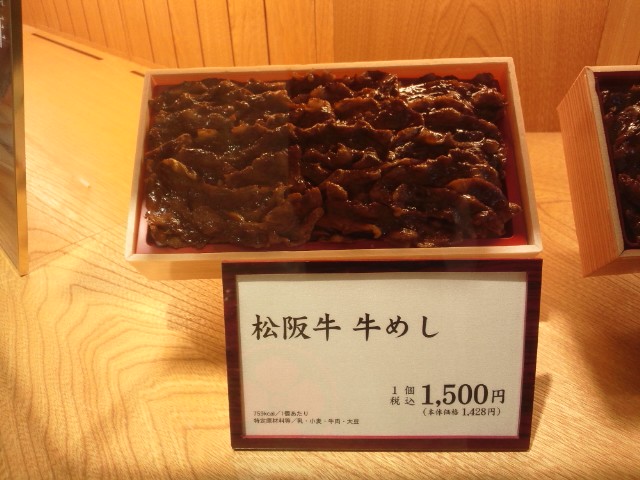 松阪牛 牛めし
1個
税込 1,500円
(本体価格 1,428円)
753kcal/1個あたり
特定原材料等/乳・小麦・牛肉・大豆